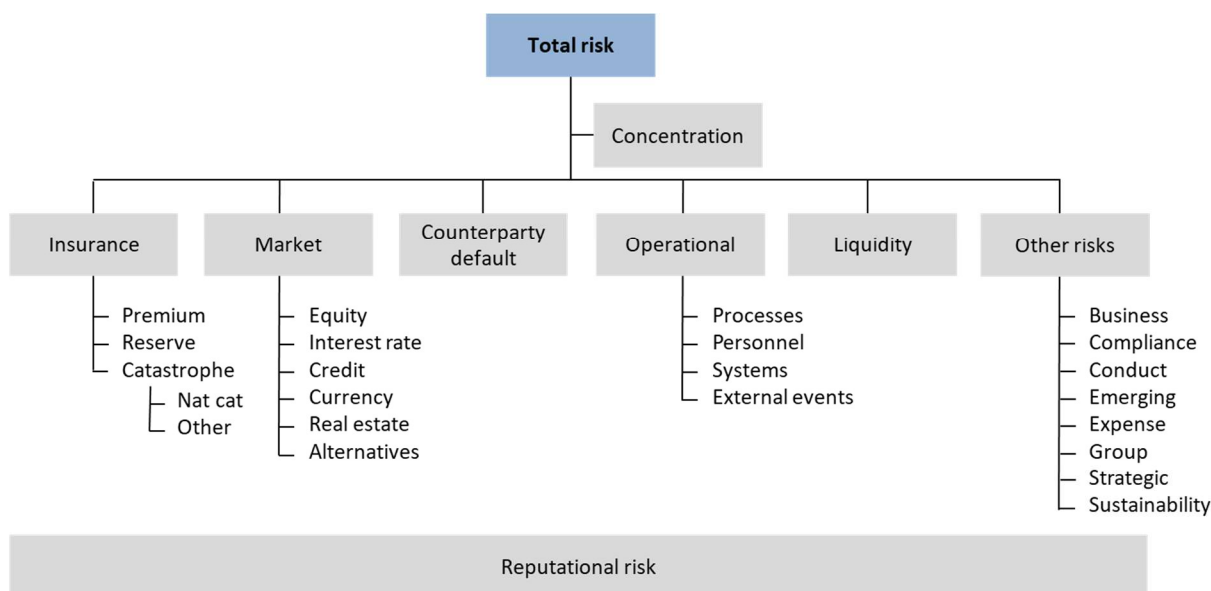 Total risk
Concentration
Insurance
Market
Counterparty
default
Operational
Liquidity
Other risks
Premium
Reserve
Catastrophe
Nat cat
Other
Equity
Interest rate
Credit
Currency
Real estate
Alternatives
Processes
Personnel
Systems
External events
Business
Compliance
Conduct
Emerging
Expense
Group
Strategic
Sustainability
Reputational risk